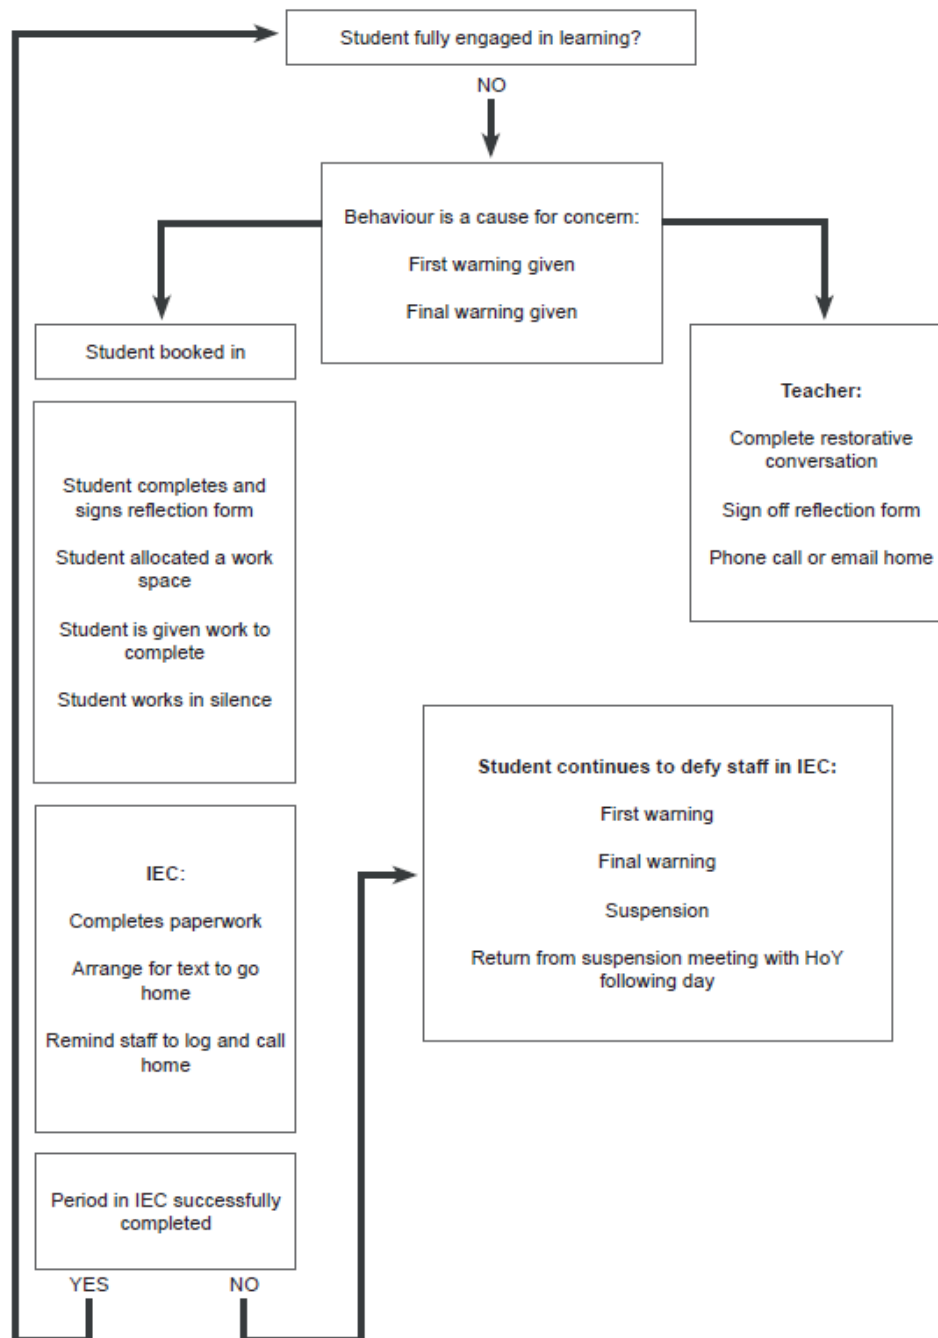 Student fully engaged in learning?
NO
Behaviour is a cause for concern:
First warning given
Final warning given
Student booked in
Student completes and
signs reflection form
Student allocated a work
space
Student is given work to
complete
Student works in silence
Teacher:
Complete restorative
conversation
Sign off reflection form
Phone call or email home
IEC:
Completes paperwork
Arrange for text to go
home
Remind staff to log and call
home
Student continues to defy staff in IEC:
First warning
Final warning
Suspension
Return from suspension meeting with HoY
following day
Period in IEC successfully
completed
YES
NO